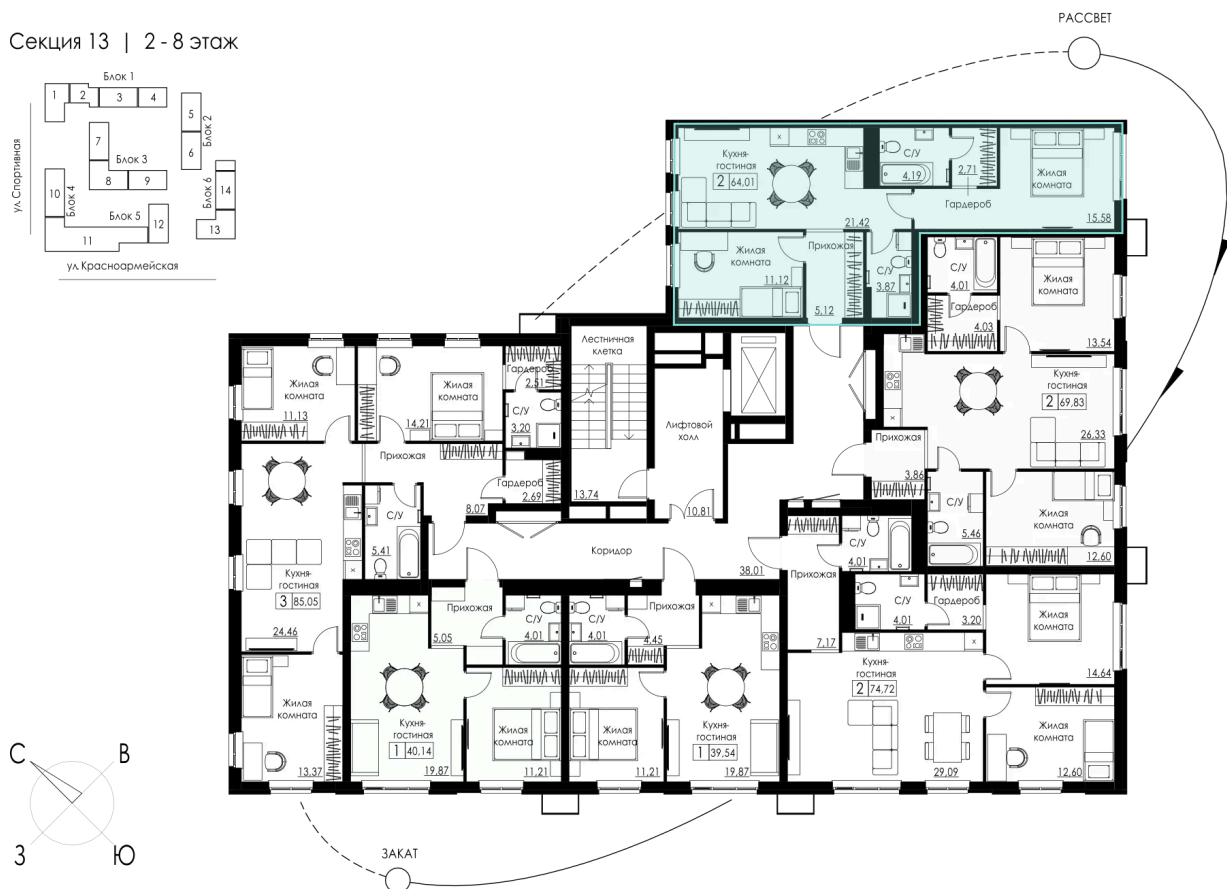 РАССВЕТ
Секция 13 | 2 - 8 этаж
Блок 1
1
2
3
4
5
Блок 2
6
7
Блок 3
8
9
ул. Спортивная
10
Блок 4
Блок 5
12
11
Блок 6
14
13
ул. Красноармейская
Кухня-
гостиная
2 64,01
21.42
С/У
4.19
2.71
Гардероб
Жилая
комната
15.58
Жилая
комната
11.12
Прихожая
5.12
С/У
3.87
С/У
4.01
Гардероб
4.03
Жилая
комната
13.54
Кухня-
гостиная
2 69,83
26.33
Прихожая
3.86
С/У
5.46
Жилая
комната
12.60
Лестничная
клетка
13.74
Лифтовой
холл
10.81
Жилая
комната
11.13
Жилая
комната
14.21
Гардероб
2.51
С/У
3.20
Прихожая
8.07
Гардероб
2.69
С/У
5.41
Кухня-
гостиная
3 85,05
24.46
Жилая
комната
13.37
Коридор
38.01
Прихожая
5.05
С/У
4.01
Кухня-
гостиная
1 40,14
19.87
Жилая
комната
11.21
С/У
4.01
Прихожая
4.45
Жилая
комната
11.21
Кухня-
гостиная
1 39,54
19.87
Прихожая
7.17
С/У
4.01
С/У
4.01
Гардероб
3.20
Жилая
комната
14.64
Кухня-
гостиная
2 74,72
29.09
Жилая
комната
12.60
С
В
З
Ю
ЗАКАТ